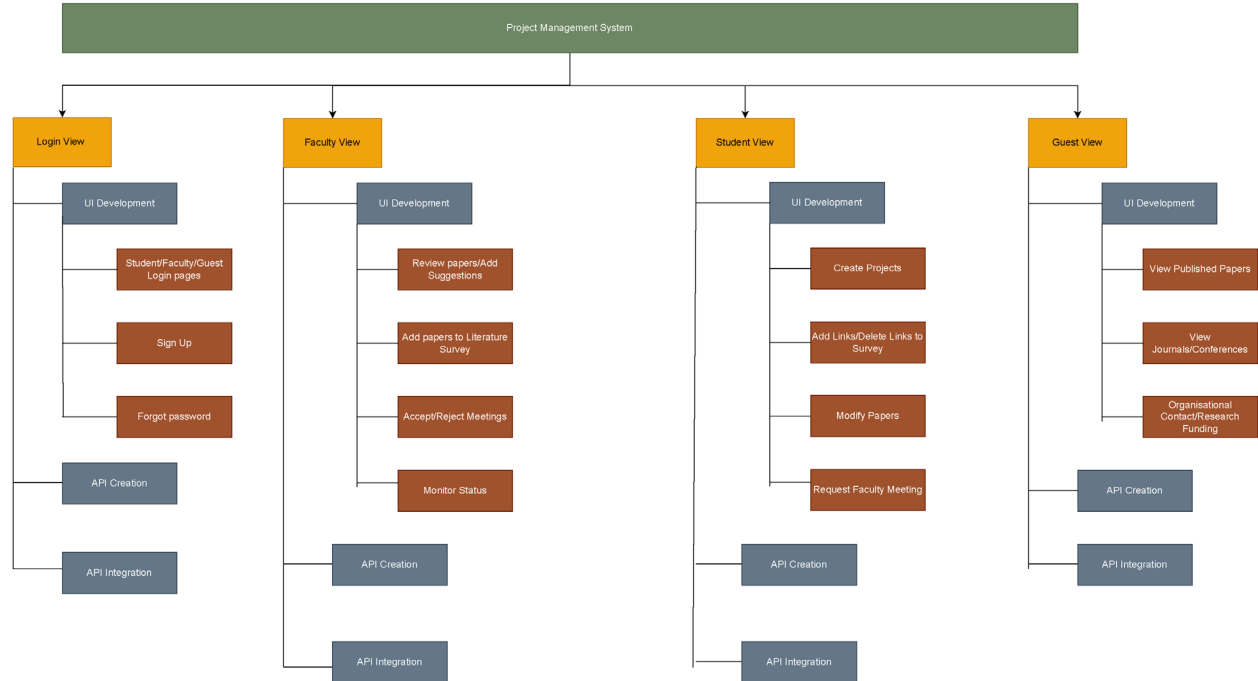 Project Management System
Login View
Faculty View
Student View
Guest View
UI Development
UI Development
UI Development
UI Development
Student/Faculty/Guest
Login pages
Review papers/Add
Suggestions
Create Projects
View Published Papers
Sign Up
Add papers to Literature
Survey
Add Links/Delete Links to
Survey
View
Journals/Conferences
Forgot password
Accept/Reject Meetings
Modify Papers
Organisational
Contact/Research
Funding
API Creation
Monitor Status
Request Faculty Meeting
API Creation
API Integration
API Creation
API Creation
API Integration
API Integration
API Integration